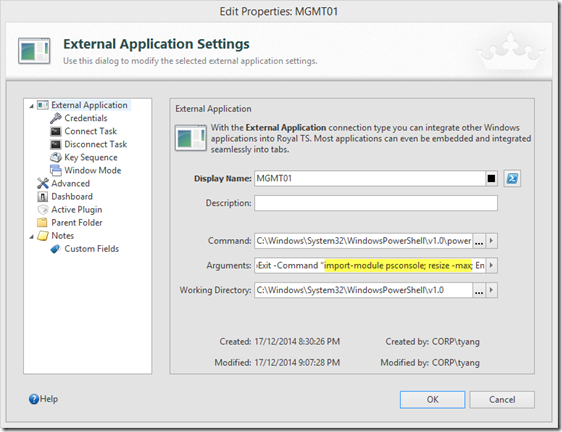 Edit Properties: MGMT01
External Application Settings
Use this dialog to modify the selected external application settings.
External Application
Credentials
Connect Task
Disconnect Task
Key Sequence
Window Mode
Advanced
Dashboard
Active Plugin
Parent Folder
Notes
Custom Fields
External Application
With the External Application connection type you can integrate other Windows
applications into Royal TS. Most applications can even be embedded and integrated
seamlessly into tabs.
Display Name: MGMT01
Description:
Command: C:\Windows\System32\WindowsPowerShell\v1.0\power ...
Arguments: Exit -Command "import-module psconsole; resize -max; En
Working Directory: C:\Windows\System32\WindowsPowerShell\v1.0 ...
Created: 17/12/2014 8:30:26 PM Created by: CORP\tyang
Modified: 17/12/2014 9:07:28 PM Modified by: CORP\tyang
Help
OK
Cancel